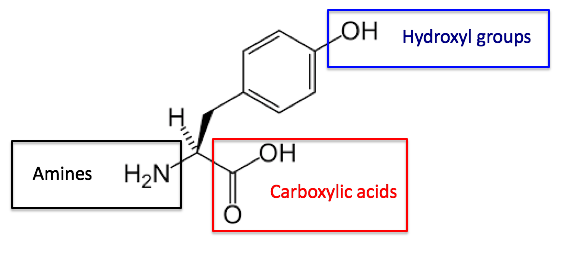 OH Hydroxyl groups
H
OH
Amines H₂N
Carboxylic acids
O